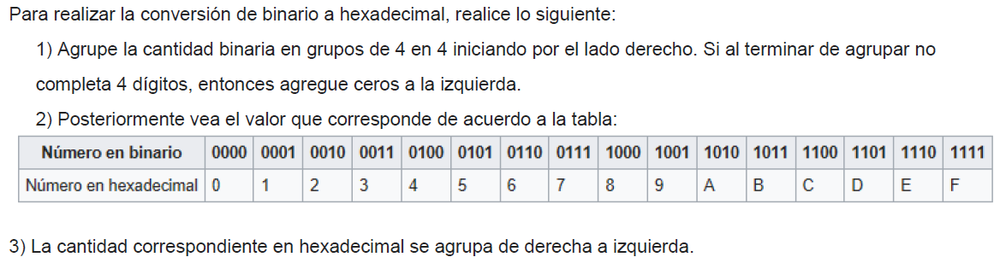 Para realizar la conversión de binario a hexadecimal, realice lo siguiente:
1) Agrupe la cantidad binaria en grupos de 4 en 4 iniciando por el lado derecho. Si al terminar de agrupar no
completa 4 dígitos, entonces agregue ceros a la izquierda.
2) Posteriormente vea el valor que corresponde de acuerdo a la tabla:
Número en binario 0000 0001 0010 0011 0100 0101 0110 0111 1000 1001 1010 1011 1100 1101 1110 1111
Número en hexadecimal 0 1 2 3 4 5 6 7 8 9 A B C D E F
3) La cantidad correspondiente en hexadecimal se agrupa de derecha a izquierda.